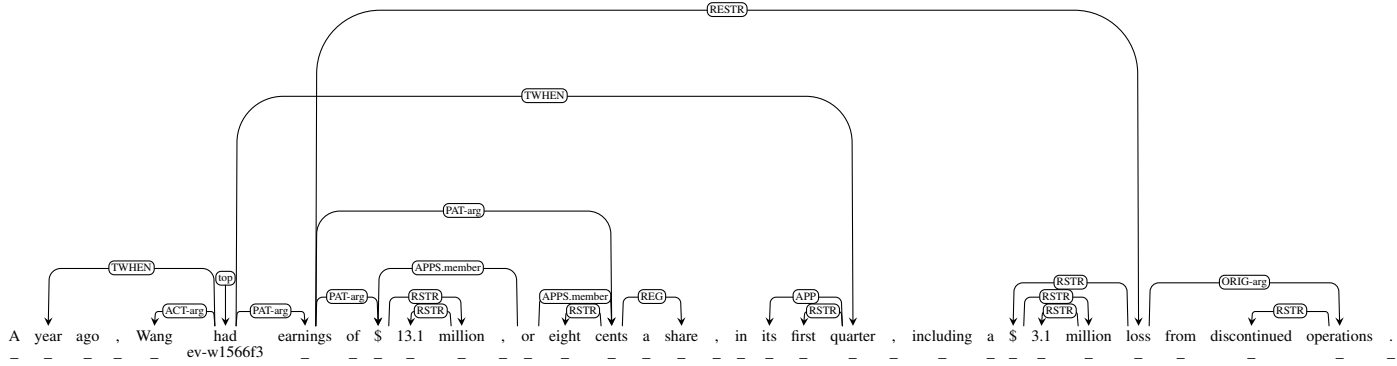 RESTR
TWHEN
PAT-arg
TWHEN top APPS.member RSTR ORIG-arg
PAT-arg RSTR APPS.member REG APP RSTR
ACT-arg PAT-arg RSTR RSTR RSTR RSTR RSTR
A year ago , Wang had earnings of $ 13.1 million , or eight cents a share , in its first quarter , including a $ 3.1 million loss from discontinued operations .
_ _ _ _ _ ev-w1566f3 _ _ _ _ _ _ _ _ _ _ _ _ _ _ _ _ _ _ _ _ _ _ _ _ _ _ _